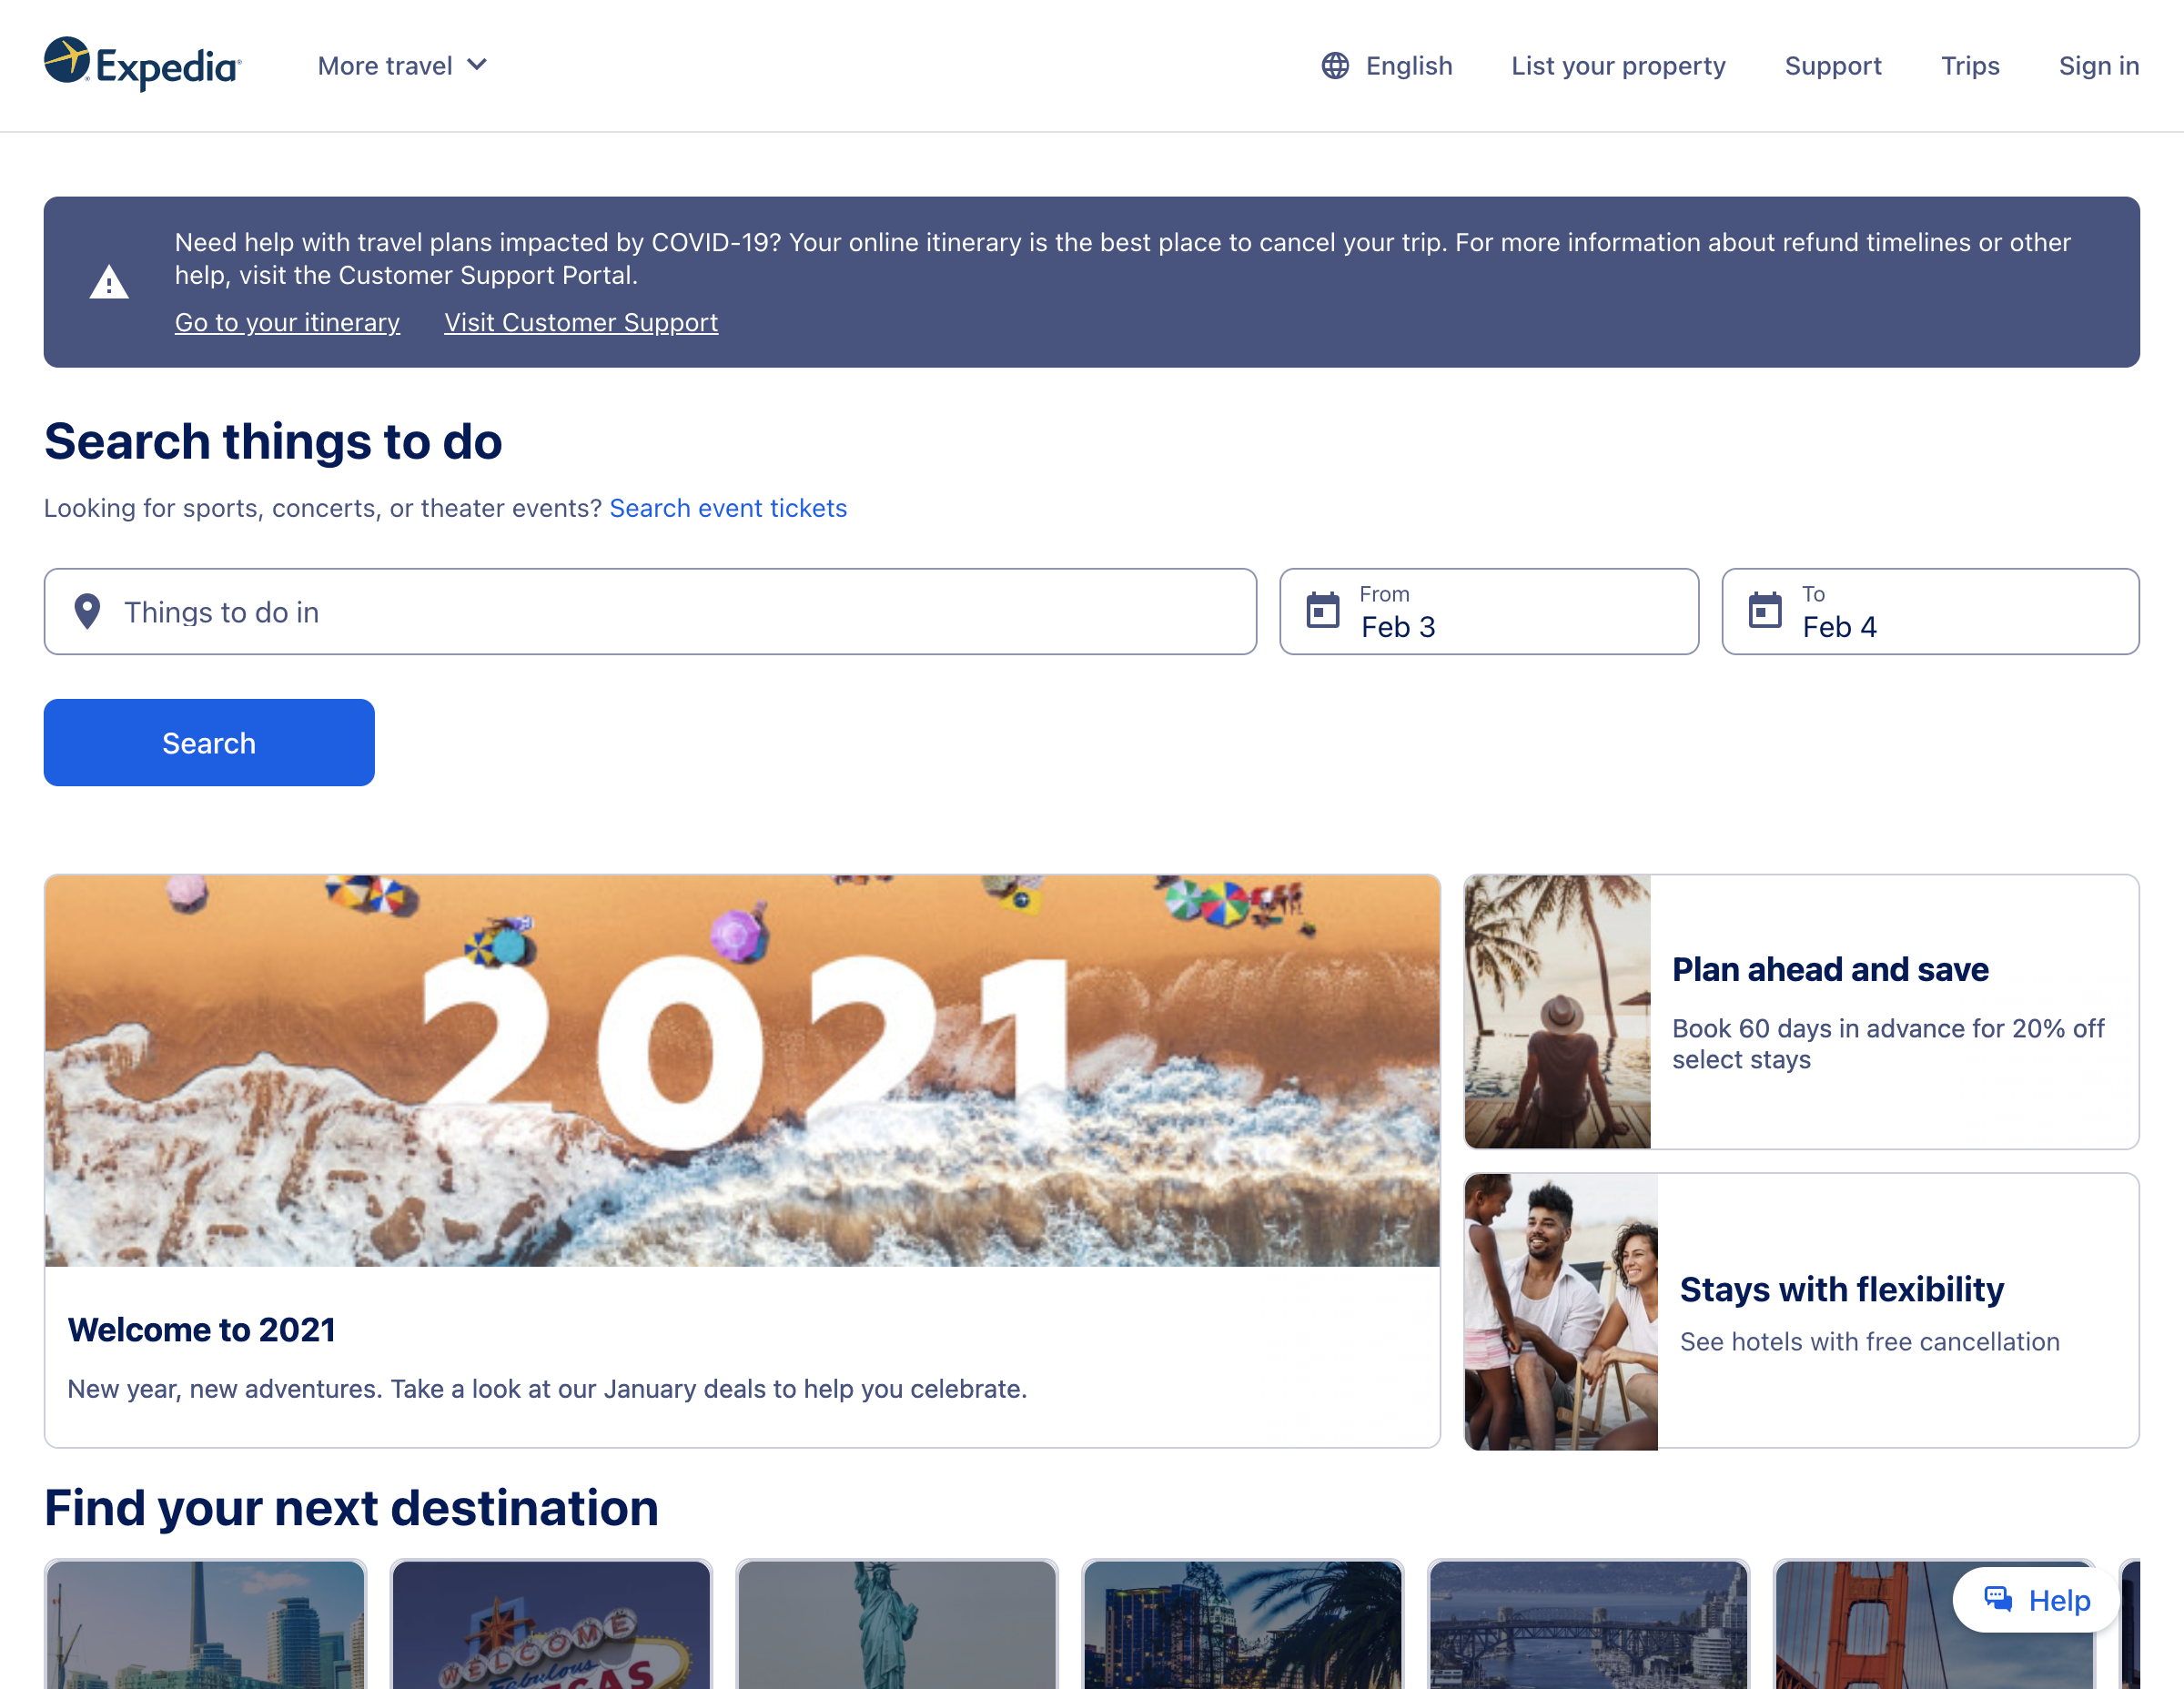 Expedia
More travel
English
List your property
Support
Trips
Sign in
Need help with travel plans impacted by COVID-19? Your online itinerary is the best place to cancel your trip. For more information about refund timelines or other
help, visit the Customer Support Portal.
Go to your itinerary
Visit Customer Support
Search things to do
Looking for sports, concerts, or theater events? Search event tickets
Things to do in
From
Feb 3
To
Feb 4
Search
2021
Welcome to 2021
New year, new adventures. Take a look at our January deals to help you celebrate.
Plan ahead and save
Book 60 days in advance for 20% off
select stays
Stays with flexibility
See hotels with free cancellation
Find your next destination
WELCOME
Fabulous
VEGAS
Help